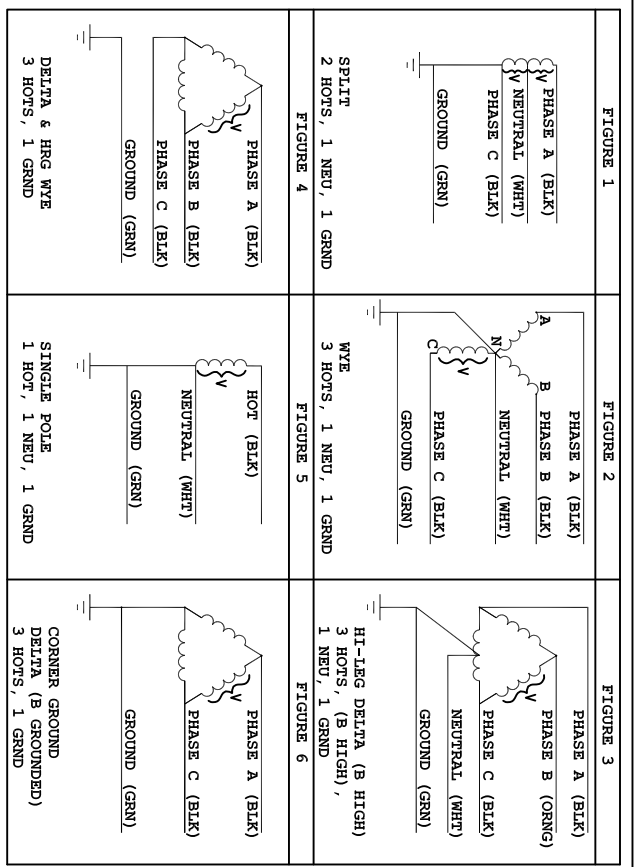 FIGURE 1
PHASE A (BLK)
V
NEUTRAL (WHT)
V
PHASE C (BLK)
GROUND (GRN)
SPLIT
2 HOTS, 1 NEU, 1 GRND
FIGURE 2
PHASE A (BLK)
A
B
PHASE B (BLK)
N
NEUTRAL (WHT)
V
C
PHASE C (BLK)
GROUND (GRN)
WYE
3 HOTS, 1 NEU, 1 GRND
FIGURE 3
PHASE A (BLK)
PHASE B (ORNG)
V
PHASE C (BLK)
NEUTRAL (WHT)
GROUND (GRN)
HI-LEG DELTA (B HIGH)
3 HOTS, (B HIGH),
1 NEU, 1 GRND
FIGURE 4
PHASE A (BLK)
V
PHASE B (BLK)
PHASE C (BLK)
GROUND (GRN)
DELTA & HRG WYE
3 HOTS, 1 GRND
FIGURE 5
HOT (BLK)
V
NEUTRAL (WHT)
GROUND (GRN)
SINGLE POLE
1 HOT, 1 NEU, 1 GRND
FIGURE 6
PHASE A (BLK)
V
PHASE C (BLK)
GROUND (GRN)
CORNER GROUND
DELTA (B GROUNDED)
3 HOTS, 1 GRND